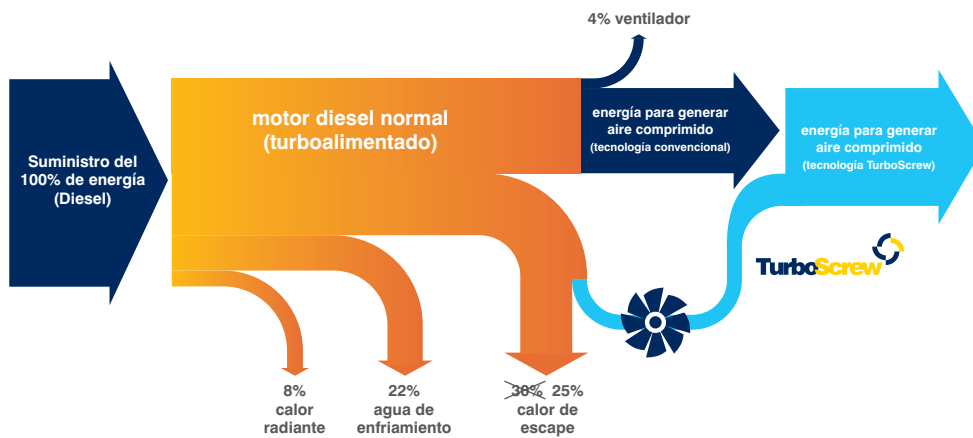 4% ventilador
Suministro del
100% de energía
(Diesel)
motor diesel normal
(turboalimentado)
energía para generar
aire comprimido
(tecnología convencional)
energía para generar
aire comprimido
(tecnología TurboScrew)
TurboScrew
8%
calor
radiante
22%
agua de
enfriamiento
30% 25%
calor de
escape